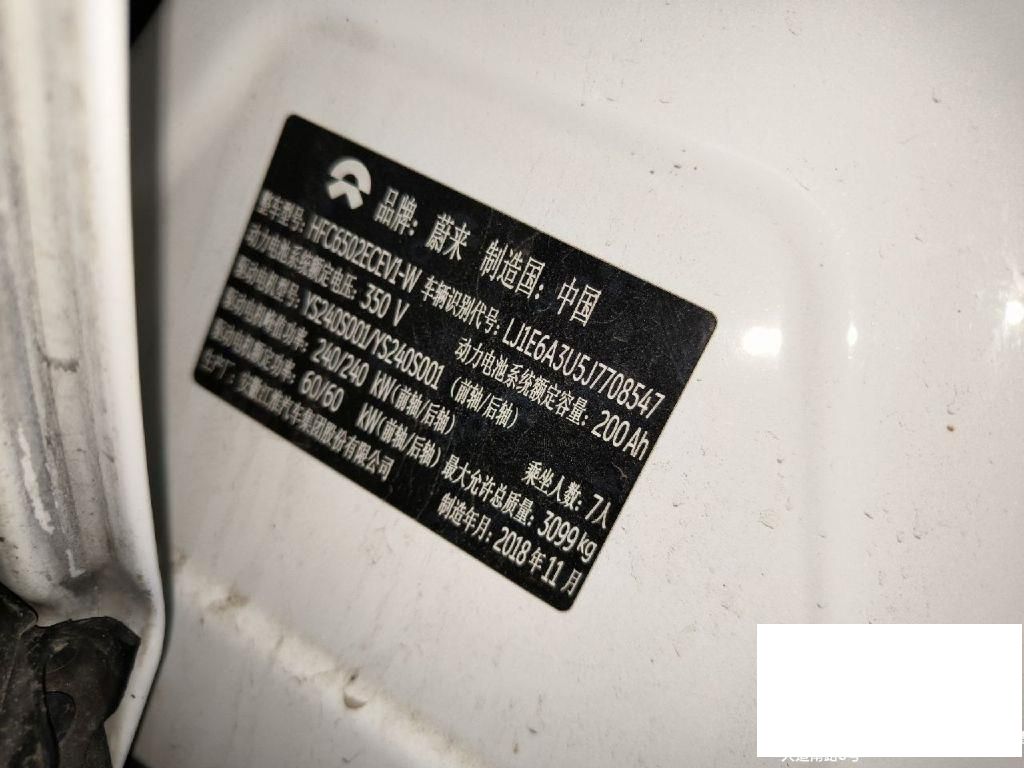 品牌: 蔚来 制造国: 中国
整车型号: HFC6502ECEV1-W 车辆识别代号: LJ1E6A3U5J7708547
动力电池系统额定电压: 350 V 动力电池系统额定容量: 200 Ah
驱动电机型号: YS240S001/YS240S001 (前轴/后轴)
驱动电机峰值功率: 240/240 KW(前轴/后轴) 乘坐人数: 7人
驱动电机额定功率: 60/60 KW(前轴/后轴) 最大允许总质量: 3099 kg
生产厂: 安徽江淮汽车集团股份有限公司 制造年月: 2018 年 11 月